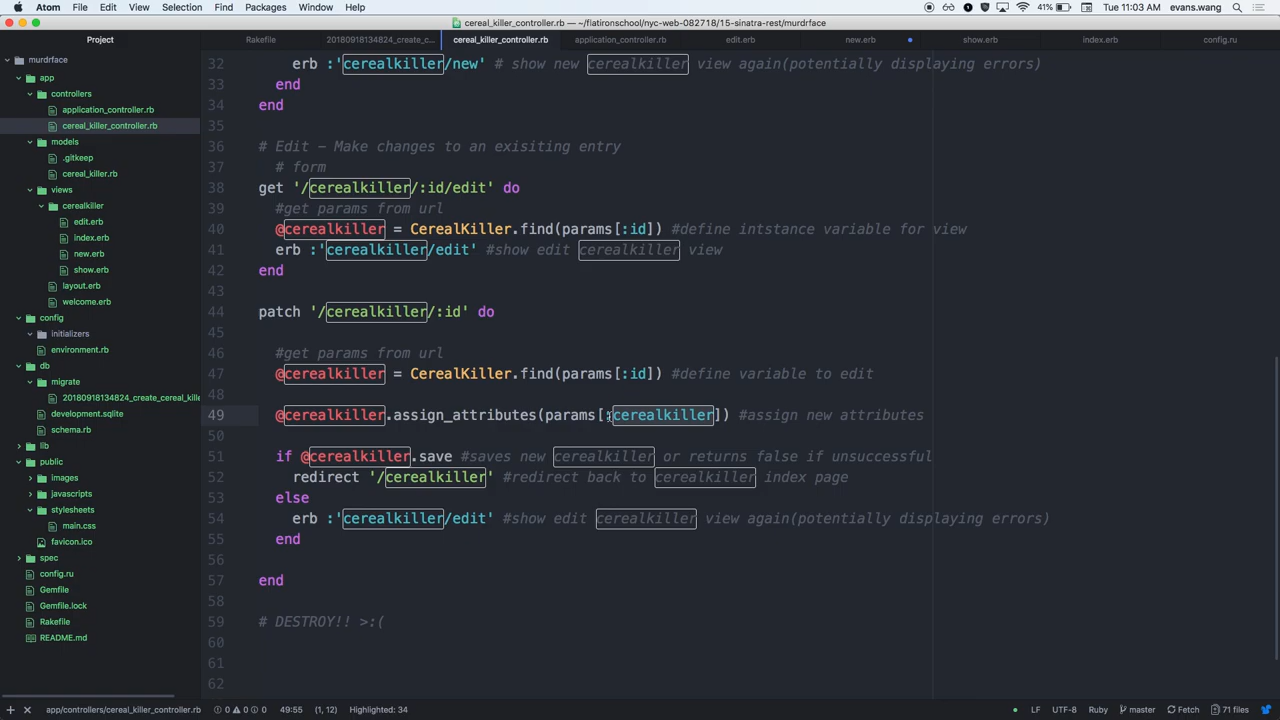 Atom File Edit View Selection Find Packages Window Help 41% Tue 11:03 AM evans.wang
cereal_killer_controller.rb — ~/flatironschool/nyc-web-082718/15-sinatra-rest/murdrface
Project
Rakefile
20180918134824_create_c...
cereal_killer_controller.rb
application_controller.rb
edit.erb
new.erb
show.erb
index.erb
config.ru
murdrface
app
controllers
application_controller.rb
cereal_killer_controller.rb
models
.gitkeep
cereal_killer.rb
views
cerealkiller
edit.erb
index.erb
new.erb
show.erb
layout.erb
welcome.erb
config
initializers
environment.rb
db
migrate
20180918134824_create_cereal_kille
development.sqlite
schema.rb
lib
public
images
javascripts
stylesheets
main.css
favicon.ico
spec
config.ru
Gemfile
Gemfile.lock
Rakefile
README.md
32 erb :'cerealkiller/new' # show new cerealkiller view again(potentially displaying errors)
33 end
34 end
35
36 # Edit - Make changes to an exisiting entry
37 # form
38 get '/cerealkiller/:id/edit' do
39 #get params from url
40 @cerealkiller = CerealKiller.find(params[:id]) #define intstance variable for view
41 erb :'cerealkiller/edit' #show edit cerealkiller view
42 end
43
44 patch '/cerealkiller/:id' do
45
46 #get params from url
47 @cerealkiller = CerealKiller.find(params[:id]) #define variable to edit
48
49 @cerealkiller.assign_attributes(params[:cerealkiller]) #assign new attributes
50
51 if @cerealkiller.save #saves new cerealkiller or returns false if unsuccessful
52 redirect '/cerealkiller' #redirect back to cerealkiller index page
53 else
54 erb :'cerealkiller/edit' #show edit cerealkiller view again(potentially displaying errors)
55 end
56
57 end
58
59 # DESTROY!! >:(
60
61
62
app/controllers/cereal_killer_controller.rb 0 0 0 49:55 (1, 12) Highlighted: 34 LF UTF-8 Ruby master Fetch 71 files